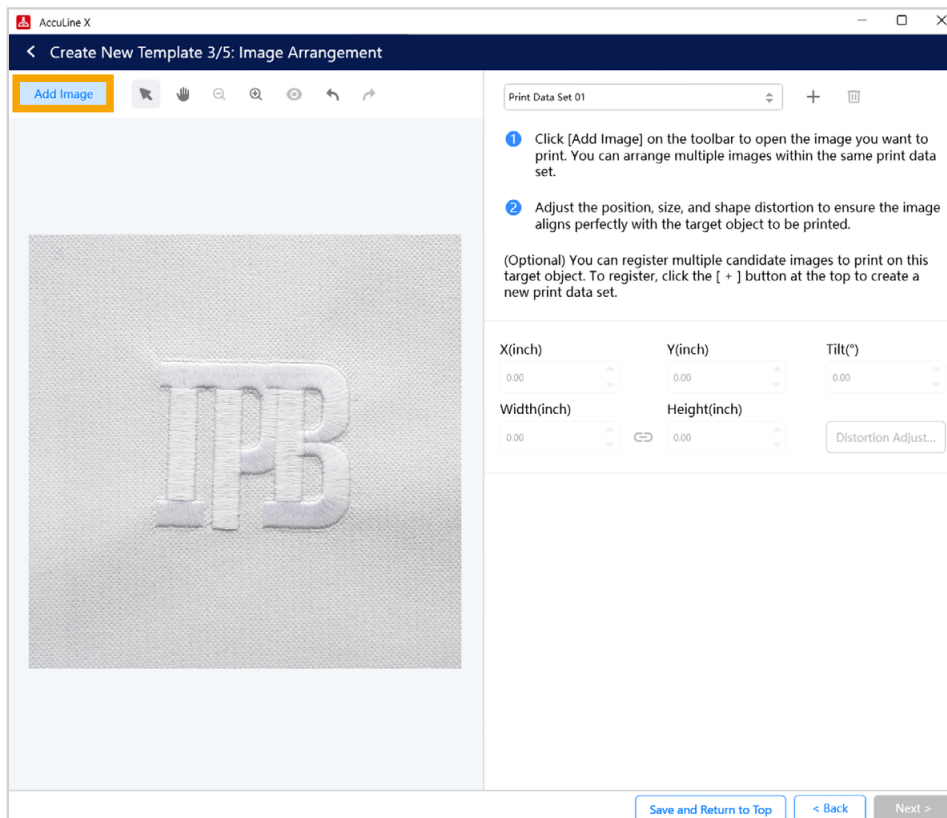 AccuLine X
Create New Template 3/5: Image Arrangement
Add Image
Print Data Set 01
1 Click [Add Image] on the toolbar to open the image you want to
print. You can arrange multiple images within the same print data
set.
2 Adjust the position, size, and shape distortion to ensure the image
aligns perfectly with the target object to be printed.
(Optional) You can register multiple candidate images to print on this
target object. To register, click the [ + ] button at the top to create a
new print data set.
X(inch) Y(inch) Tilt(°)
0.00 0.00 0.00
Width(inch) Height(inch)
0.00 0.00 Distortion Adjust...
IPB
Save and Return to Top < Back Next >